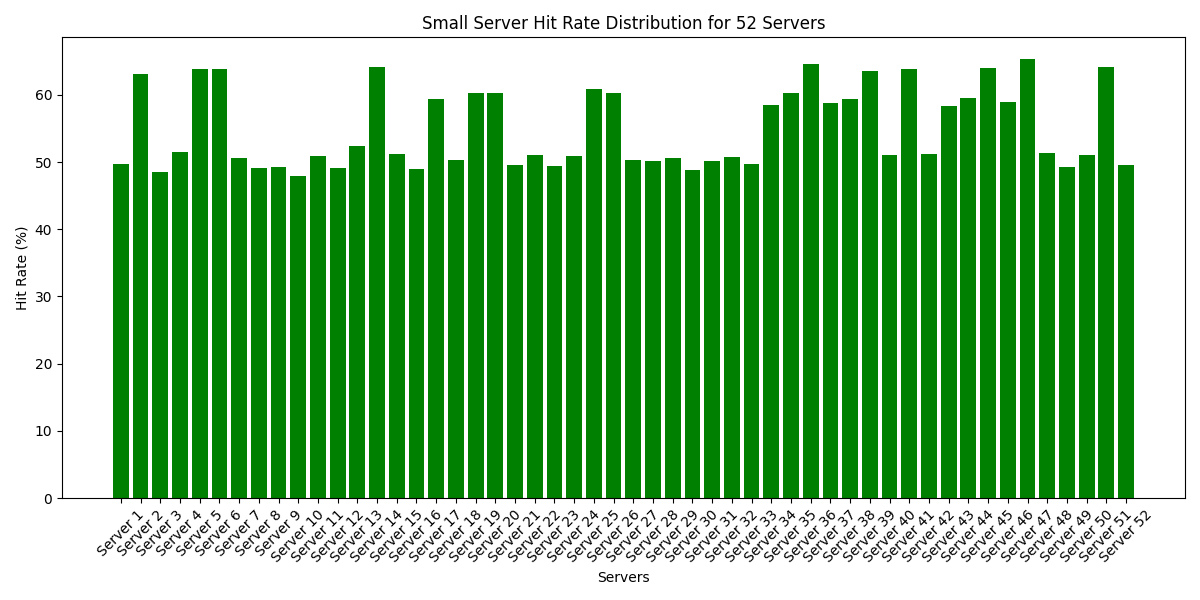 Small Server Hit Rate Distribution for 52 Servers
Hit Rate (%)
60
50
40
30
20
10
0
Server 1
Server 2
Server 3
Server 4
Server 5
Server 6
Server 7
Server 8
Server 9
Server 10
Server 11
Server 12
Server 13
Server 14
Server 15
Server 16
Server 17
Server 18
Server 19
Server 20
Server 21
Server 22
Server 23
Server 24
Server 25
Server 26
Server 27
Server 28
Server 29
Server 30
Server 31
Server 32
Server 33
Server 34
Server 35
Server 36
Server 37
Server 38
Server 39
Server 40
Server 41
Server 42
Server 43
Server 44
Server 45
Server 46
Server 47
Server 48
Server 49
Server 50
Server 51
Server 52
Servers